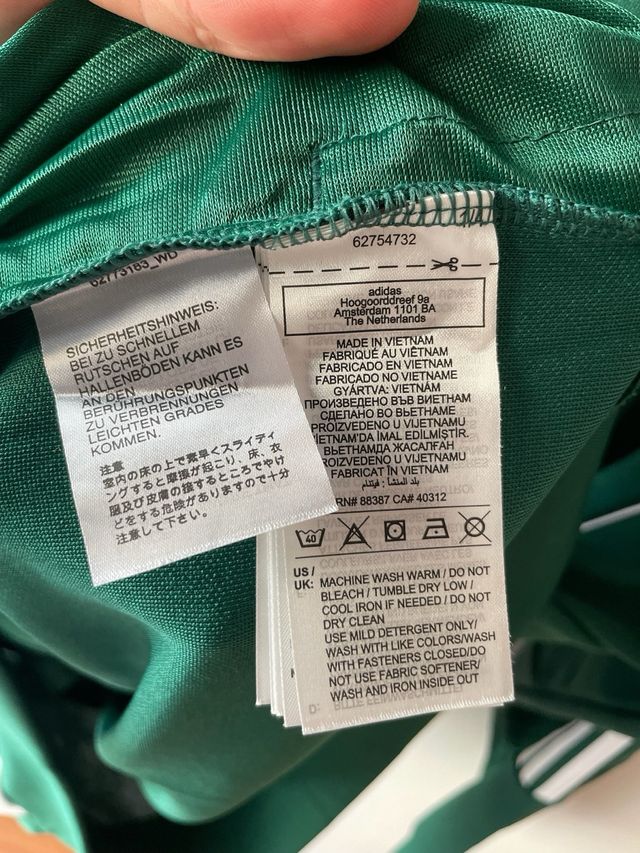 62773183_WD
SICHERHEITSHINWEIS:
BEI ZU SCHNELLEM
RUTSCHEN AUF
HALLENBÖDEN KANN ES
AN DEN
BERÜHRUNGSPUNKTEN
ZU VERBRENNUNGEN
LEICHTEN GRADES
KOMMEN.
注意
室内の床の上で素早くスライディ
ングすると摩擦が起こり、床、衣
服及び皮膚の接するところでやけ
どをする危険がありますので十分
注意して下さい。
62754732
adidas
Hoogoorddreef 9a
Amsterdam 1101 BA
The Netherlands
MADE IN VIETNAM
FABRIQUÉ AU VIÊTNAM
FABRICADO EN VIETNAM
FABRICADO NO VIETNAME
GYÁRTVA: VIETNÁM
ПРОИЗВЕДЕНО ВЪВ ВИЕТНАМ
СДЕЛАНО ВО ВЬЕТНАМЕ
PROIZVEDENO U VIJETNAMU
VIETNAM'DA İMAL EDİLMİŞTİR.
ВЬЕТНАМДА ЖАСАЛҒАН
PROIZVEDENO U VIJETNAMU
FABRICAT ÎN VIETNAM
بلد المنشأ: فيتنام
RN# 88387 CA# 40312
40
US /
UK: MACHINE WASH WARM / DO NOT
BLEACH / TUMBLE DRY LOW /
COOL IRON IF NEEDED / DO NOT
DRY CLEAN
USE MILD DETERGENT ONLY/
WASH WITH LIKE COLORS/WASH
WITH FASTENERS CLOSED/DO
NOT USE FABRIC SOFTENER/
WASH AND IRON INSIDE OUT